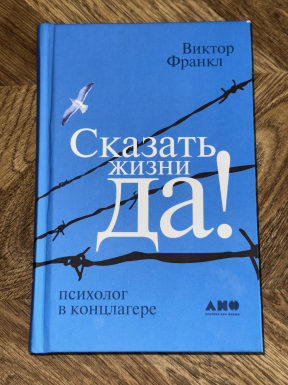 Виктор
Франкл
Сказать
жизни
Да!
психолог
в концлагере